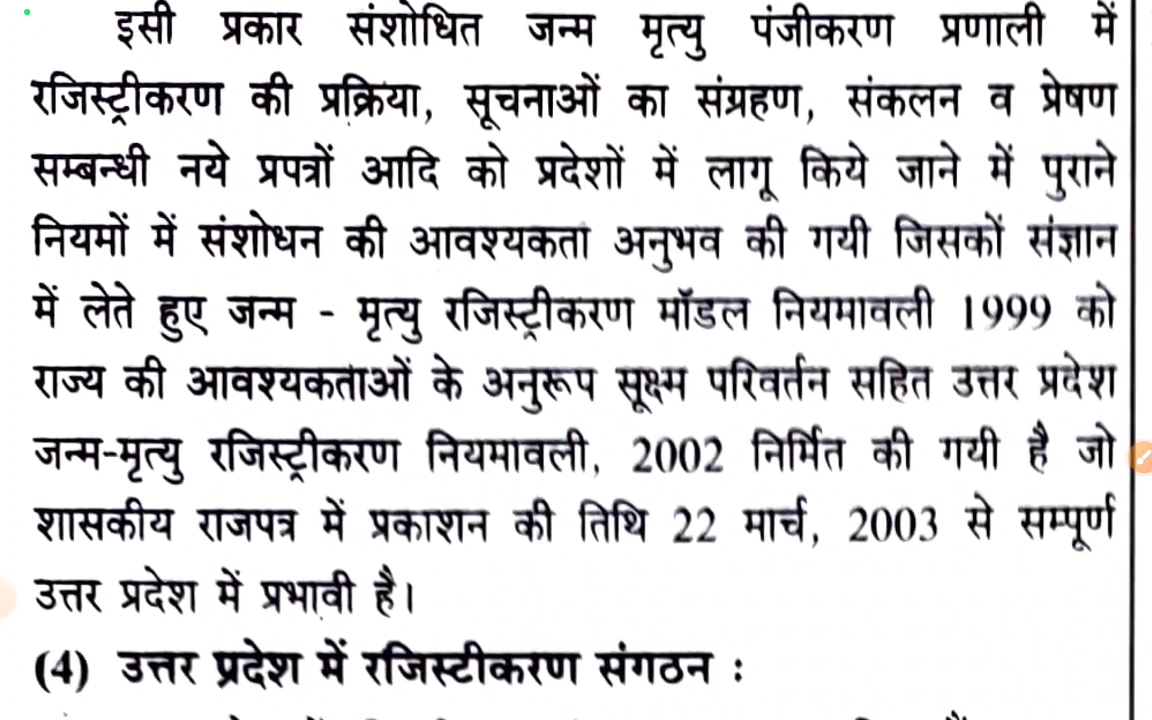 इसी प्रकार संशोधित जन्म मृत्यु पंजीकरण प्रणाली में
रजिस्ट्रीकरण की प्रक्रिया, सूचनाओं का संग्रहण, संकलन व प्रेषण
सम्बन्धी नये प्रपत्रों आदि को प्रदेशों में लागू किये जाने में पुराने
नियमों में संशोधन की आवश्यकता अनुभव की गयी जिसकों संज्ञान
में लेते हुए जन्म - मृत्यु रजिस्ट्रीकरण मॉडल नियमावली 1999 को
राज्य की आवश्यकताओं के अनुरूप सूक्ष्म परिवर्तन सहित उत्तर प्रदेश
जन्म-मृत्यु रजिस्ट्रीकरण नियमावली, 2002 निर्मित की गयी है जो
शासकीय राजपत्र में प्रकाशन की तिथि 22 मार्च, 2003 से सम्पूर्ण
उत्तर प्रदेश में प्रभावी है।
(4) उत्तर प्रदेश में रजिस्टीकरण संगठन :